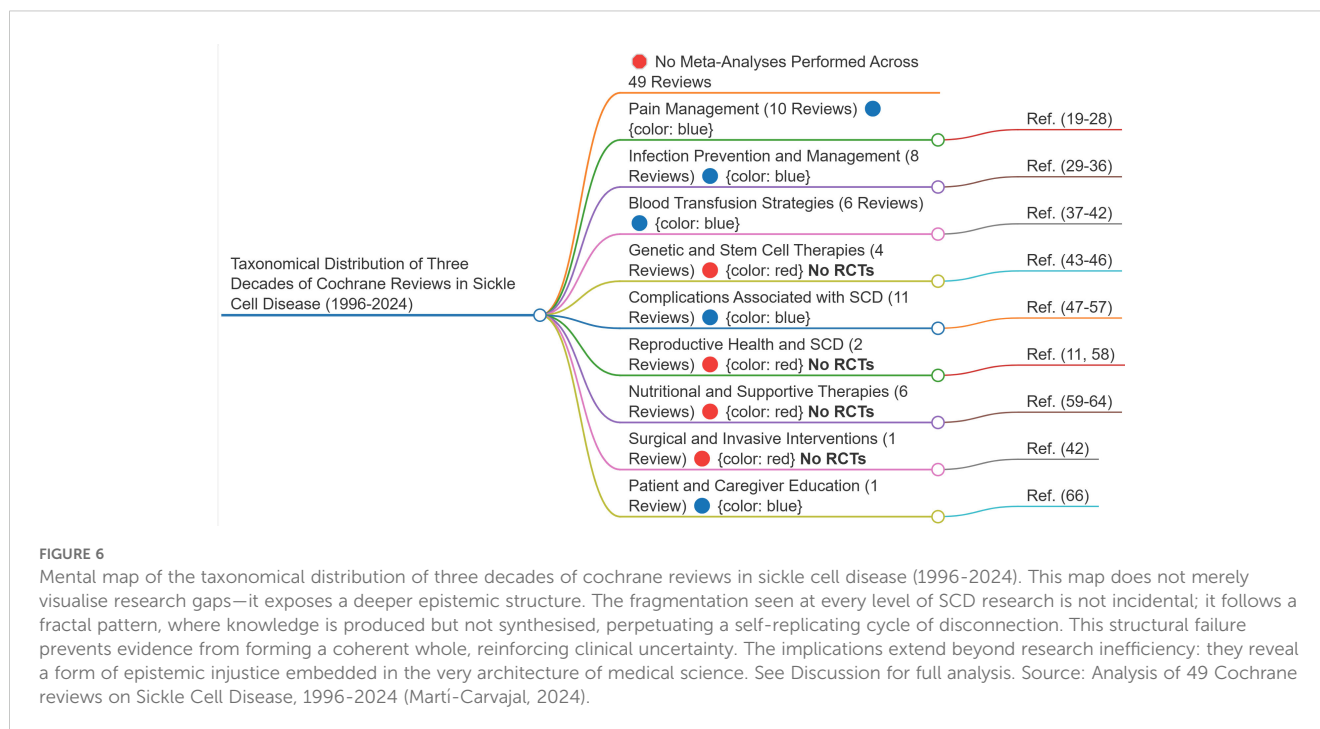 No Meta-Analyses Performed Across
49 Reviews
Pain Management (10 Reviews)
{color: blue}
Ref. (19-28)
Infection Prevention and Management (8
Reviews) {color: blue}
Ref. (29-36)
Blood Transfusion Strategies (6 Reviews)
{color: blue}
Ref. (37-42)
Genetic and Stem Cell Therapies (4
Reviews) {color: red} No RCTs
Ref. (43-46)
Taxonomical Distribution of Three
Decades of Cochrane Reviews in Sickle
Cell Disease (1996-2024)
Complications Associated with SCD (11
Reviews) {color: blue}
Ref. (47-57)
Reproductive Health and SCD (2
Reviews) {color: red} No RCTs
Ref. (11, 58)
Nutritional and Supportive Therapies (6
Reviews) {color: red} No RCTs
Ref. (59-64)
Surgical and Invasive Interventions (1
Review) {color: red} No RCTs
Ref. (42)
Patient and Caregiver Education (1
Review) {color: blue}
Ref. (66)
FIGURE 6
Mental map of the taxonomical distribution of three decades of cochrane reviews in sickle cell disease (1996-2024). This map does not merely
visualise research gaps—it exposes a deeper epistemic structure. The fragmentation seen at every level of SCD research is not incidental; it follows a
fractal pattern, where knowledge is produced but not synthesised, perpetuating a self-replicating cycle of disconnection. This structural failure
prevents evidence from forming a coherent whole, reinforcing clinical uncertainty. The implications extend beyond research inefficiency: they reveal
a form of epistemic injustice embedded in the very architecture of medical science. See Discussion for full analysis. Source: Analysis of 49 Cochrane
reviews on Sickle Cell Disease, 1996-2024 (Martí-Carvajal, 2024).